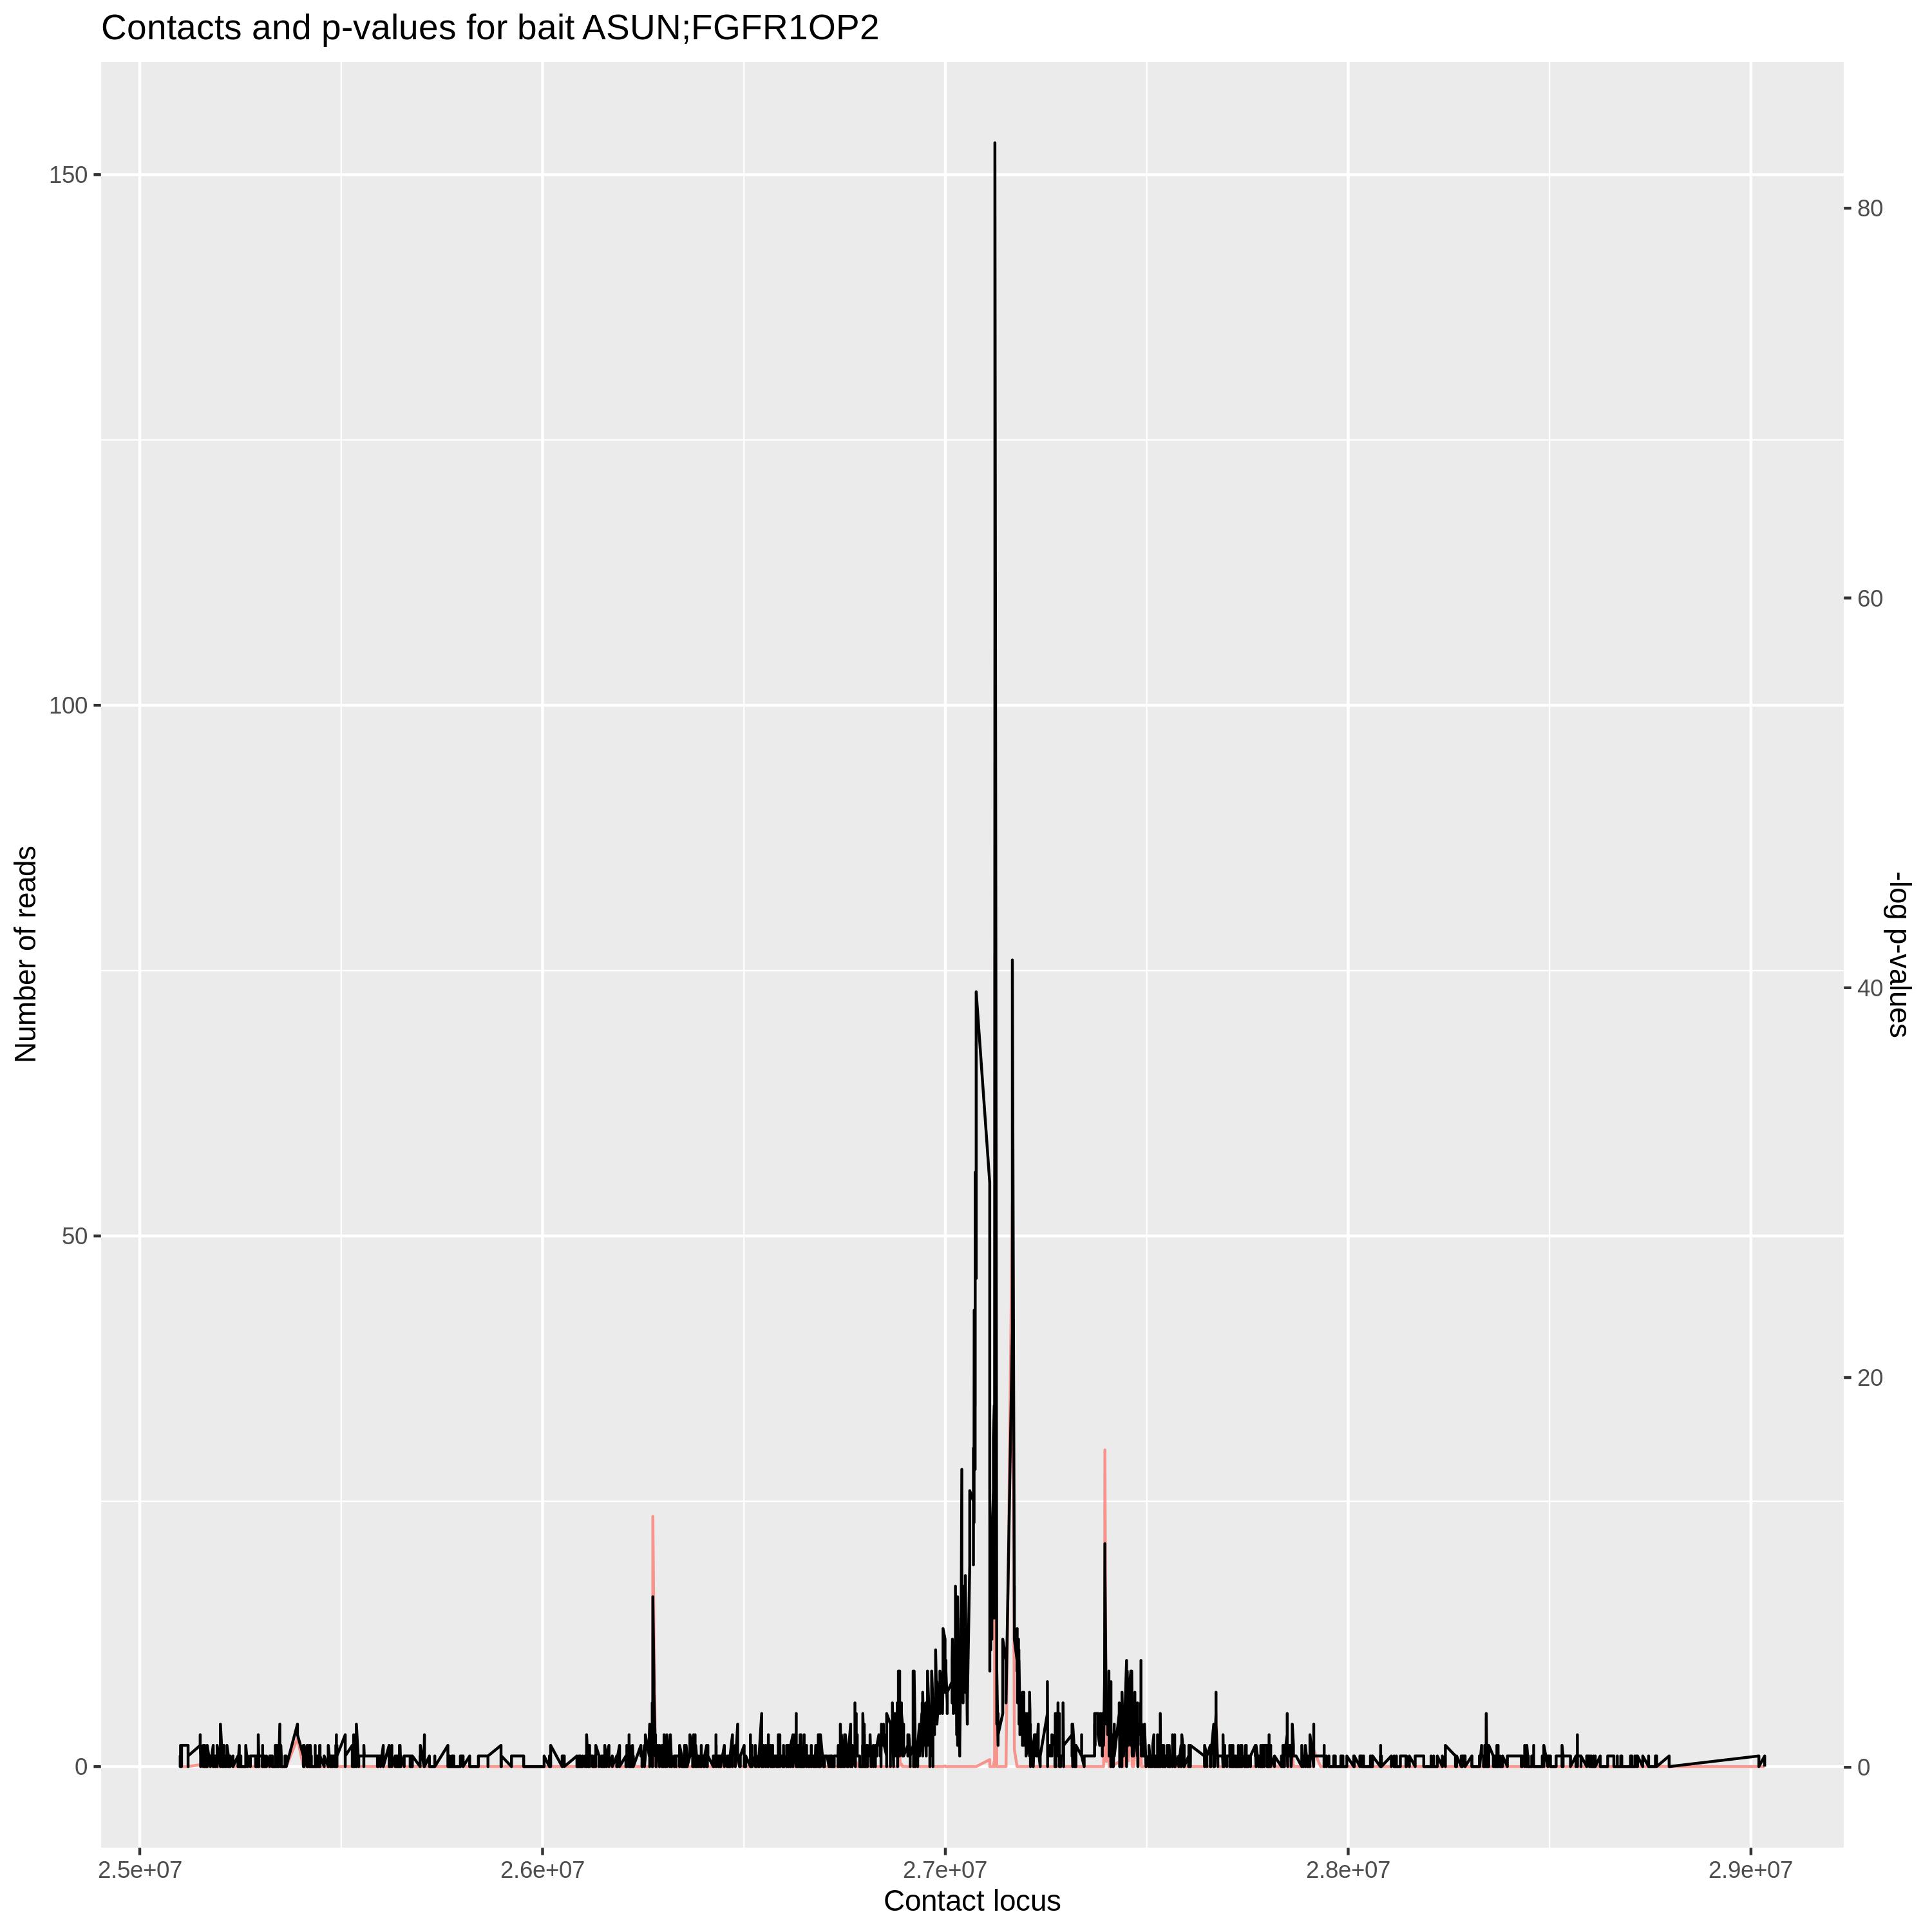 Contacts and p-values for bait ASUN;FGFR1OP2
150
100
50
0
80
60
40
20
0
Number of reads
-log p-values
2.5e+07 2.6e+07 2.7e+07 2.8e+07 2.9e+07
Contact locus